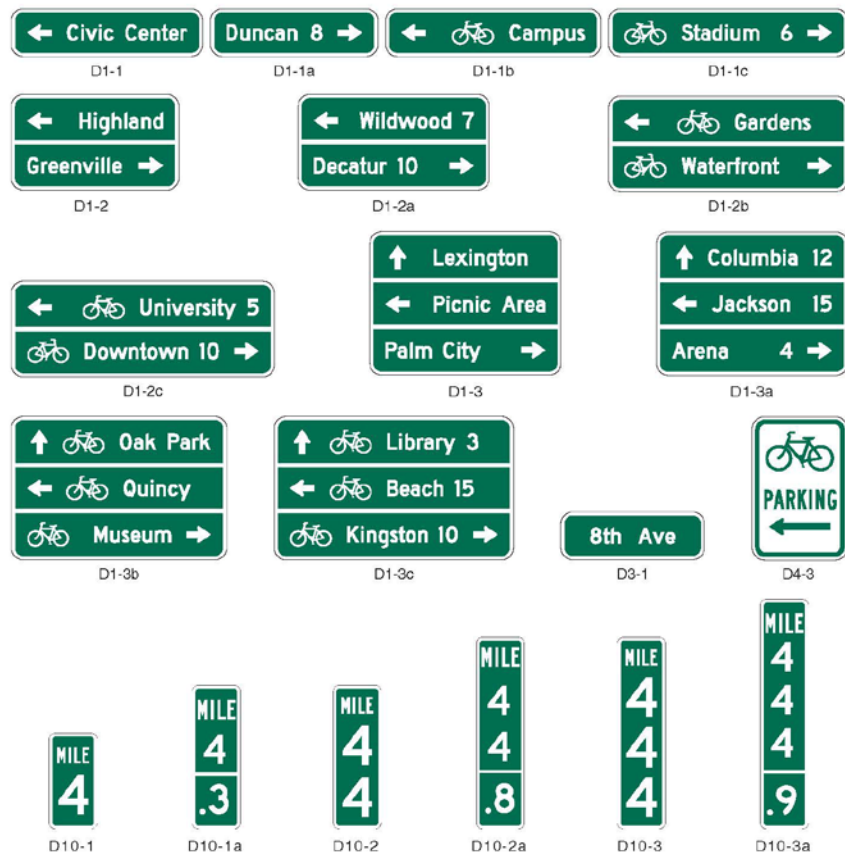 Civic Center
Duncan 8
Campus
Stadium 6
D1-1
D1-1a
D1-1b
D1-1c
Highland
Greenville
Wildwood 7
Decatur 10
Gardens
Waterfront
D1-2
D1-2a
D1-2b
University 5
Downtown 10
Lexington
Picnic Area
Palm City
Columbia 12
Jackson 15
Arena 4
D1-2c
D1-3
D1-3a
Oak Park
Quincy
Museum
Library 3
Beach 15
Kingston 10
8th Ave
PARKING
D1-3b
D1-3c
D3-1
D4-3
MILE
4
MILE
4
.3
MILE
4
4
MILE
4
4
.8
MILE
4
4
4
MILE
4
4
4
.9
D10-1
D10-1a
D10-2
D10-2a
D10-3
D10-3a